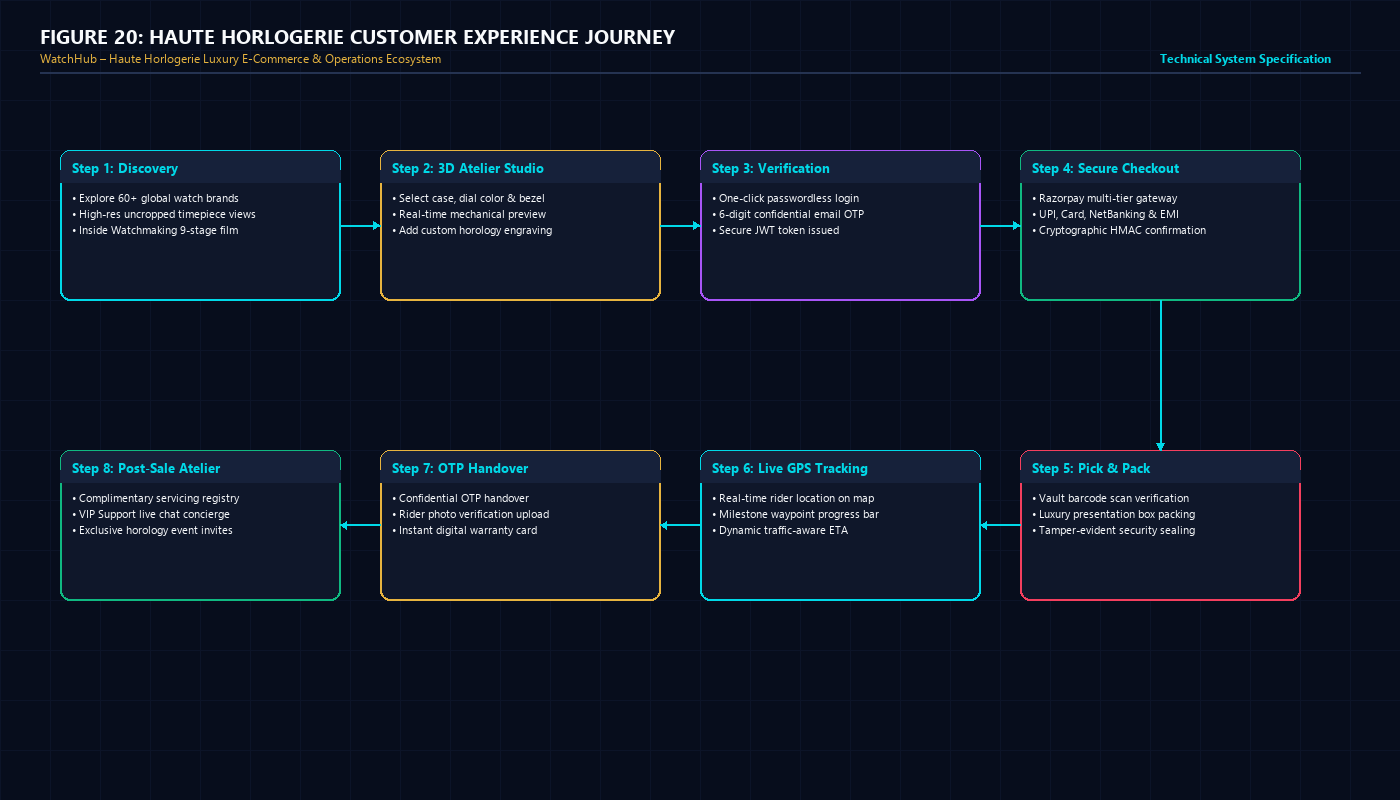 FIGURE 20: HAUTE HORLOGERIE CUSTOMER EXPERIENCE JOURNEY
WatchHub – Haute Horlogerie Luxury E-Commerce & Operations Ecosystem
Technical System Specification
Step 1: Discovery
• Explore 60+ global watch brands
• High-res uncropped timepiece views
• Inside Watchmaking 9-stage film
Step 2: 3D Atelier Studio
• Select case, dial color & bezel
• Real-time mechanical preview
• Add custom horology engraving
Step 3: Verification
• One-click passwordless login
• 6-digit confidential email OTP
• Secure JWT token issued
Step 4: Secure Checkout
• Razorpay multi-tier gateway
• UPI, Card, NetBanking & EMI
• Cryptographic HMAC confirmation
Step 8: Post-Sale Atelier
• Complimentary servicing registry
• VIP Support live chat concierge
• Exclusive horology event invites
Step 7: OTP Handover
• Confidential OTP handover
• Rider photo verification upload
• Instant digital warranty card
Step 6: Live GPS Tracking
• Real-time rider location on map
• Milestone waypoint progress bar
• Dynamic traffic-aware ETA
Step 5: Pick & Pack
• Vault barcode scan verification
• Luxury presentation box packing
• Tamper-evident security sealing